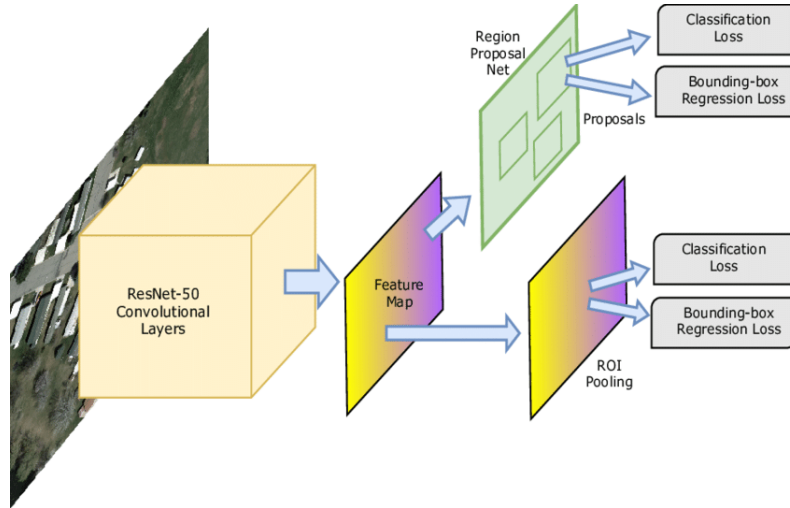 Region
Proposal
Net
Classification
Loss
Bounding-box
Regression Loss
Proposals
ResNet-50
Convolutional
Layers
Feature
Map
Classification
Loss
Bounding-box
Regression Loss
ROI
Pooling